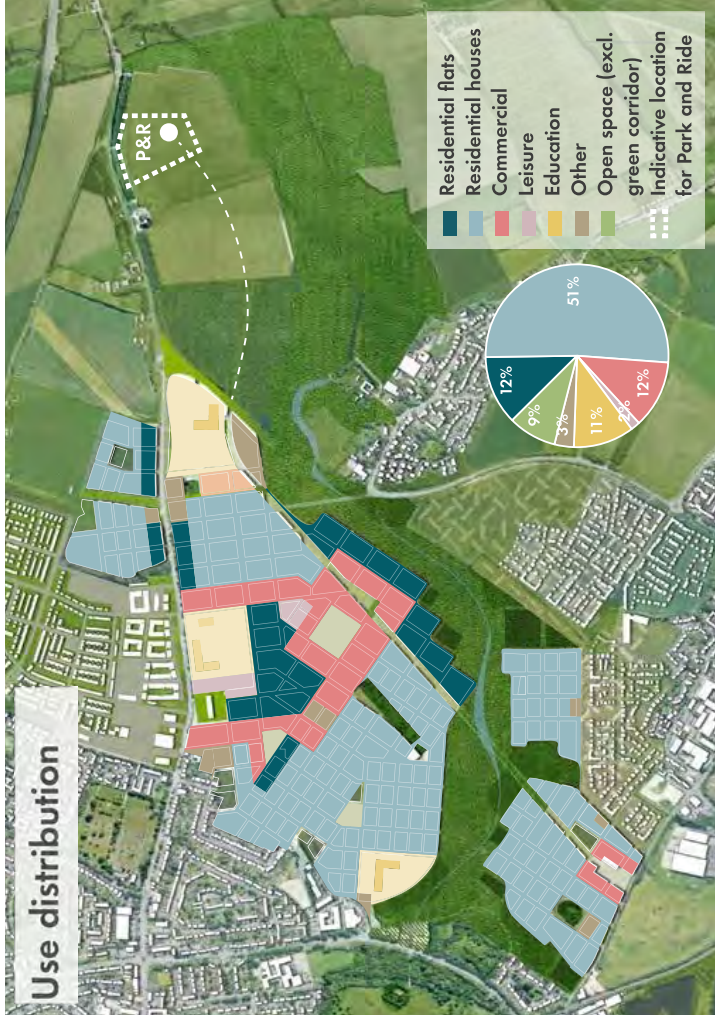 Use distribution
P&R
Residential flats
Residential houses
Commercial
Leisure
Education
Other
Open space (excl.
green corridor)
Indicative location
for Park and Ride
51%
12%
2%
11%
3%
9%
12%